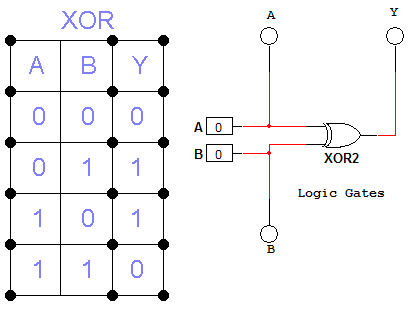 XOR
A B Y
0 0 0
0 1 1
1 0 1
1 1 0
A
Y
A 0
B 0
XOR2
Logic Gates
B